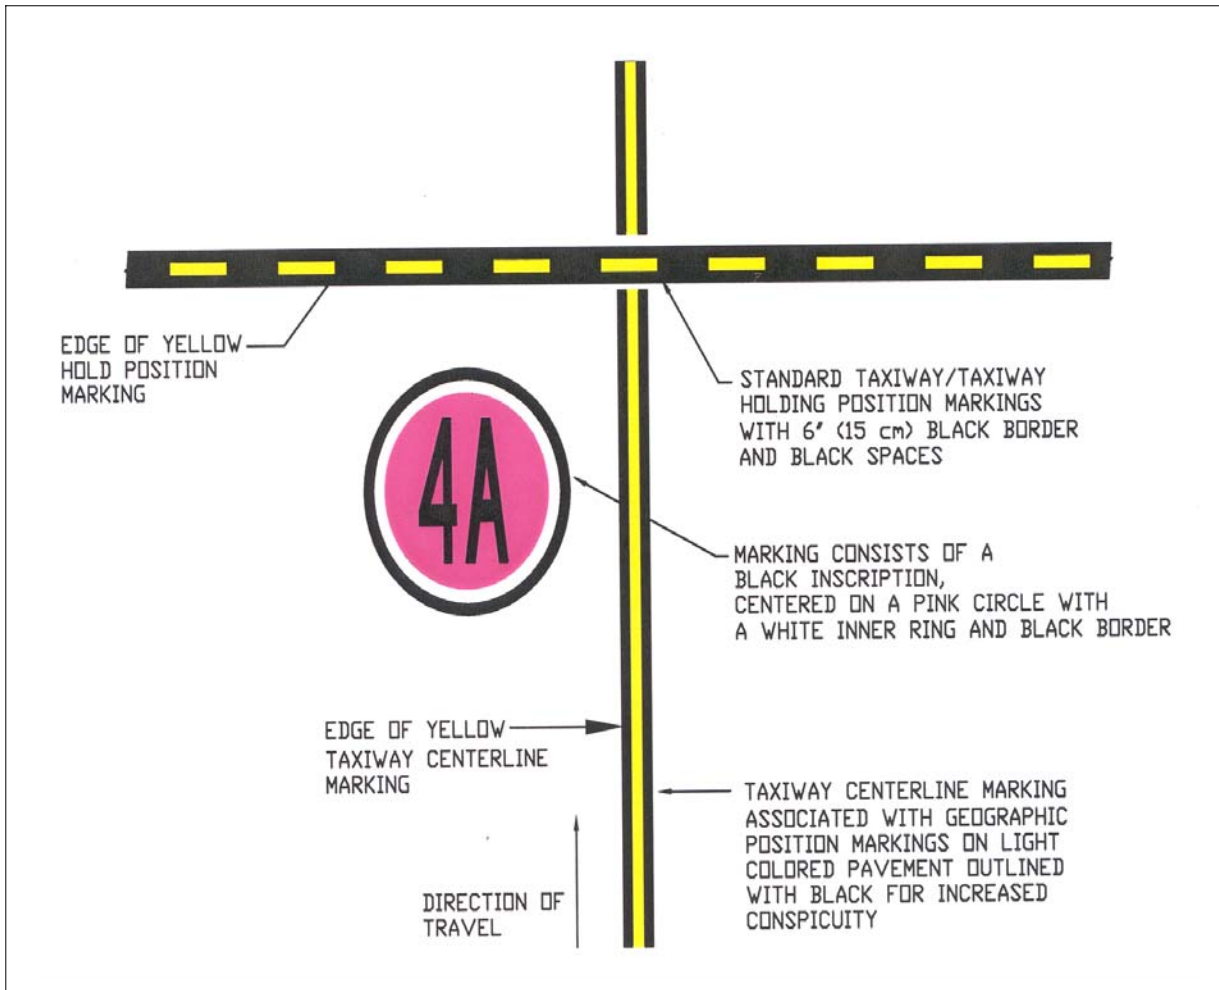 EDGE OF YELLOW
HOLD POSITION
MARKING
STANDARD TAXIWAY/TAXIWAY
HOLDING POSITION MARKINGS
WITH 6" (15 cm) BLACK BORDER
AND BLACK SPACES
4A
MARKING CONSISTS OF A
BLACK INSCRIPTION,
CENTERED ON A PINK CIRCLE WITH
A WHITE INNER RING AND BLACK BORDER
EDGE OF YELLOW
TAXIWAY CENTERLINE
MARKING
TAXIWAY CENTERLINE MARKING
ASSOCIATED WITH GEOGRAPHIC
POSITION MARKINGS ON LIGHT
COLORED PAVEMENT OUTLINED
WITH BLACK FOR INCREASED
CONSPICUITY
DIRECTION OF
TRAVEL